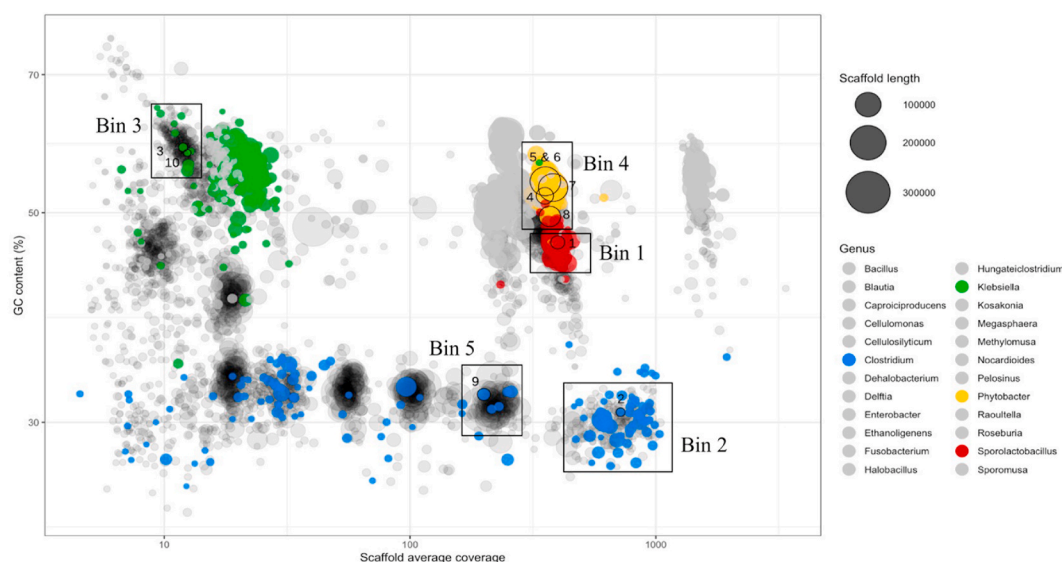 70
50
30
GC content (%)
10
100
1000
Scaffold average coverage
Bin 3
3
10
5 & 6
Bin 4
7
4
8
1
Bin 1
Bin 5
9
2
Bin 2
Scaffold length
100000
200000
300000
Genus
Bacillus
Blautia
Caproiciproducens
Cellulomonas
Cellulosilyticum
Clostridium
Dehalobacterium
Delftia
Enterobacter
Ethanoligenens
Fusobacterium
Halobacillus
Hungateiclostridium
Klebsiella
Kosakonia
Megasphaera
Methylomusa
Nocardioides
Pelosinus
Phytobacter
Raoultella
Roseburia
Sporolactobacillus
Sporomusa